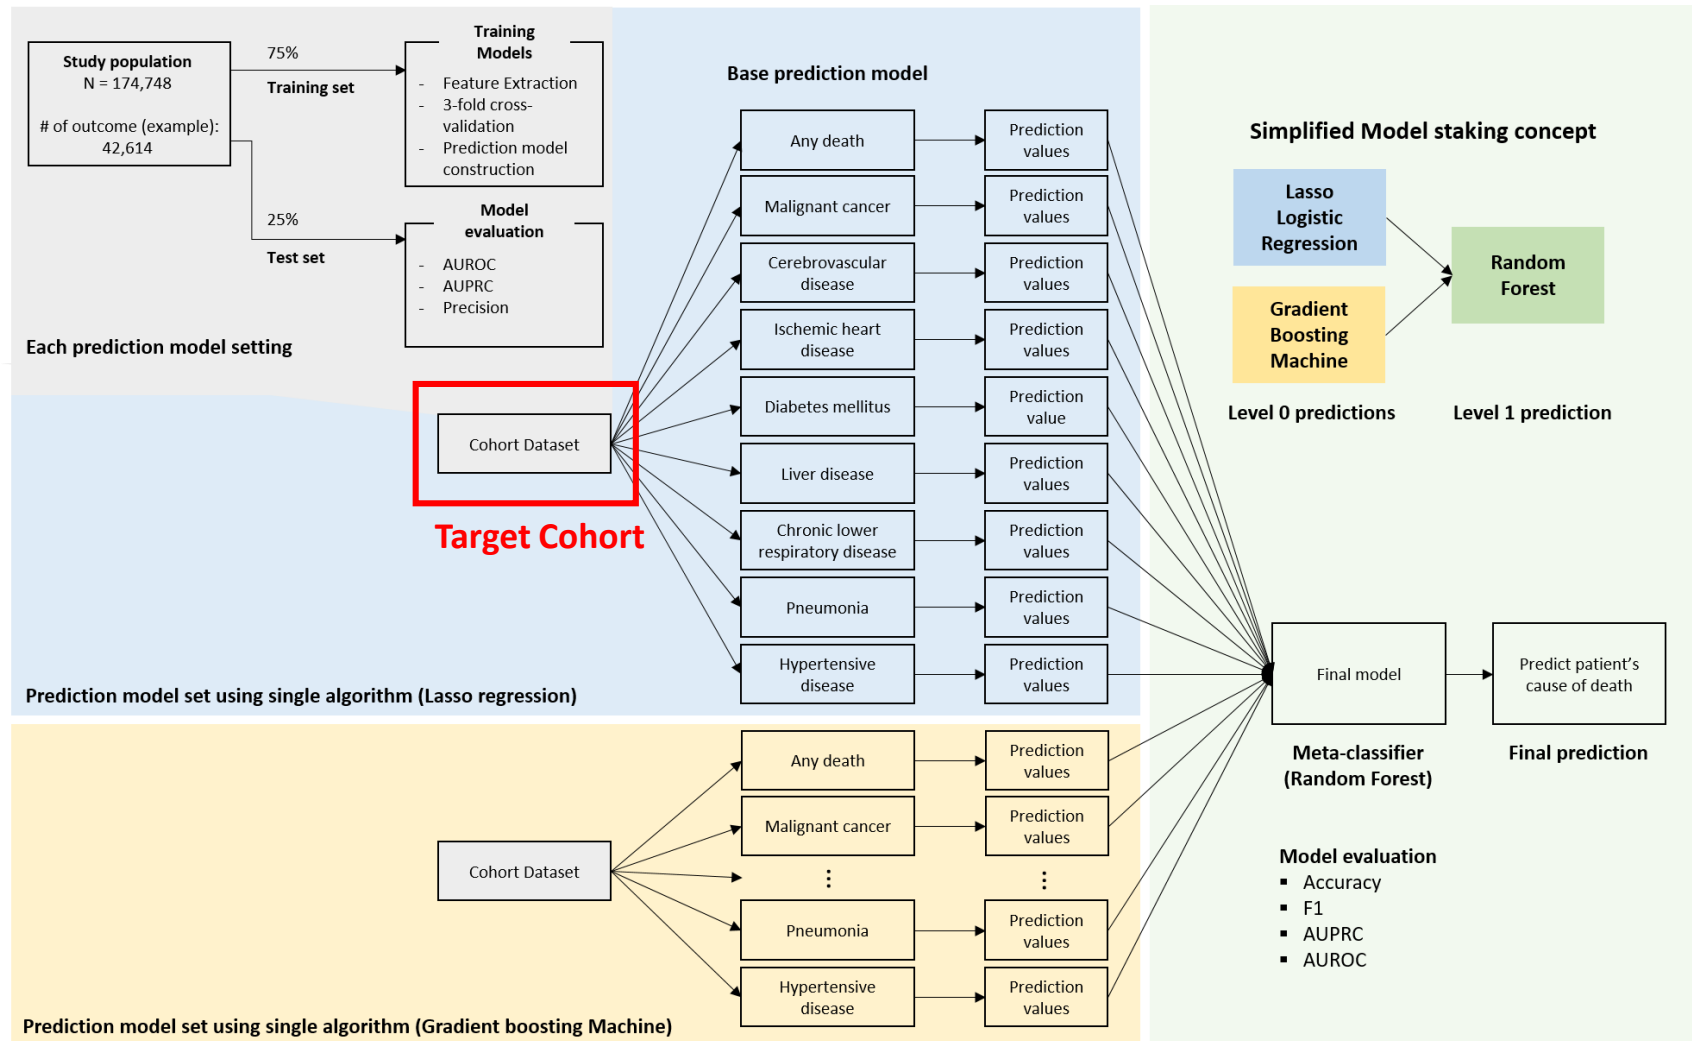 Study population
N = 174,748
# of outcome (example):
42,614
75%
Training set
25%
Test set
Training
Models
- Feature Extraction
- 3-fold cross-
validation
- Prediction model
construction
Model
evaluation
- AUROC
- AUPRC
- Precision
Each prediction model setting
Cohort Dataset
Target Cohort
Prediction model set using single algorithm (Lasso regression)
Base prediction model
Any death
Prediction
values
Malignant cancer
Prediction
values
Cerebrovascular
disease
Prediction
values
Ischemic heart
disease
Prediction
values
Diabetes mellitus
Prediction
value
Liver disease
Prediction
values
Chronic lower
respiratory disease
Prediction
values
Pneumonia
Prediction
values
Hypertensive
disease
Prediction
values
Cohort Dataset
Any death
Prediction
values
Malignant cancer
Prediction
values
⋮
⋮
Pneumonia
Prediction
values
Hypertensive
disease
Prediction
values
Prediction model set using single algorithm (Gradient boosting Machine)
Simplified Model staking concept
Lasso
Logistic
Regression
Gradient
Boosting
Machine
Random
Forest
Level 0 predictions
Level 1 prediction
Final model
Predict patient's
cause of death
Meta-classifier
(Random Forest)
Final prediction
Model evaluation
▪ Accuracy
▪ F1
▪ AUPRC
▪ AUROC